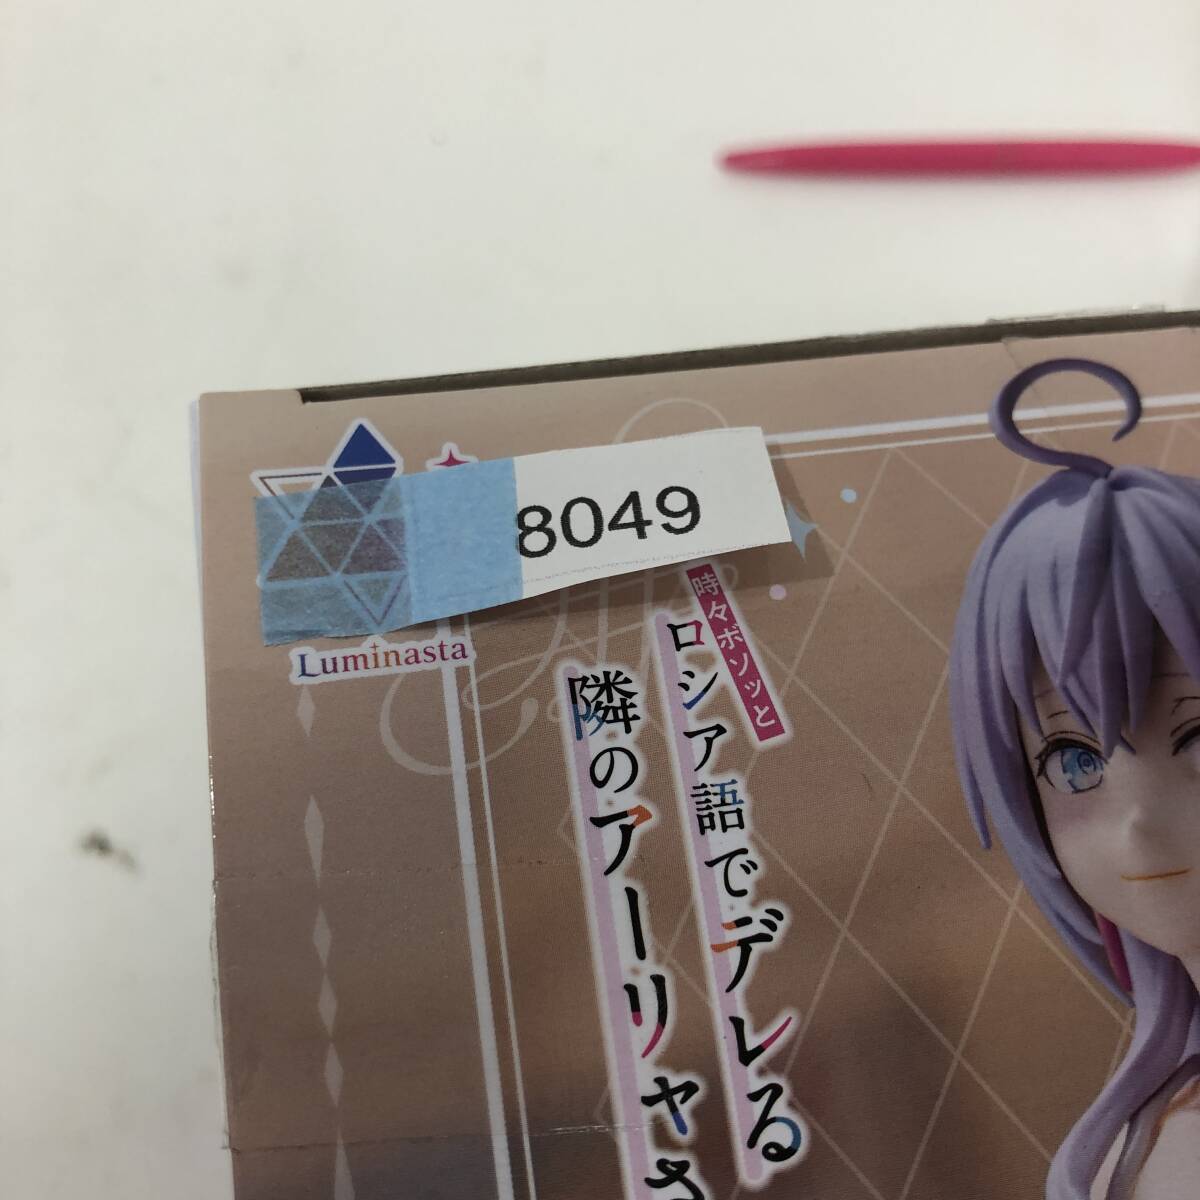 8049
Luminasta
時々ボソッと
ロシア語でデレる
隣のアーリャさ